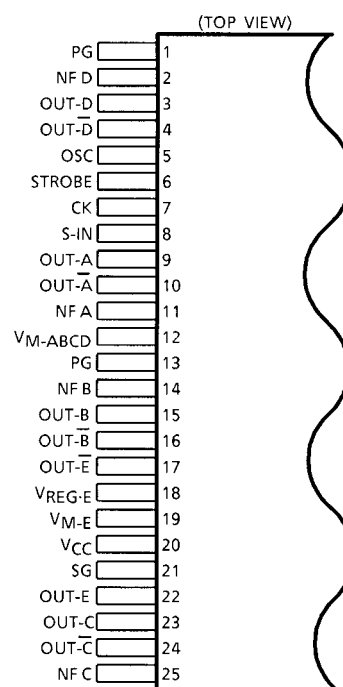 (TOP VIEW)
PG 1
NF D 2
OUT-D 3
OUT-D̅ 4
OSC 5
STROBE 6
CK 7
S-IN 8
OUT-A 9
OUT-A̅ 10
NF A 11
VM-ABCD 12
PG 13
NF B 14
OUT-B 15
OUT-B̅ 16
OUT-E̅ 17
VREG·E 18
VM-E 19
VCC 20
SG 21
OUT-E 22
OUT-C 23
OUT-C̅ 24
NF C 25